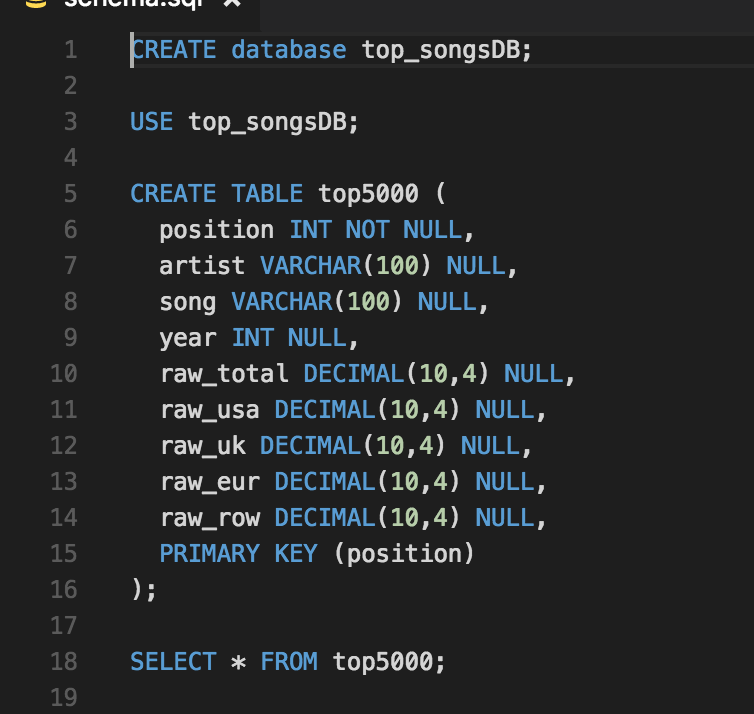 schema.sql ×
1 CREATE database top_songsDB;
2
3 USE top_songsDB;
4
5 CREATE TABLE top5000 (
6 position INT NOT NULL,
7 artist VARCHAR(100) NULL,
8 song VARCHAR(100) NULL,
9 year INT NULL,
10 raw_total DECIMAL(10,4) NULL,
11 raw_usa DECIMAL(10,4) NULL,
12 raw_uk DECIMAL(10,4) NULL,
13 raw_eur DECIMAL(10,4) NULL,
14 raw_row DECIMAL(10,4) NULL,
15 PRIMARY KEY (position)
16 );
17
18 SELECT * FROM top5000;
19